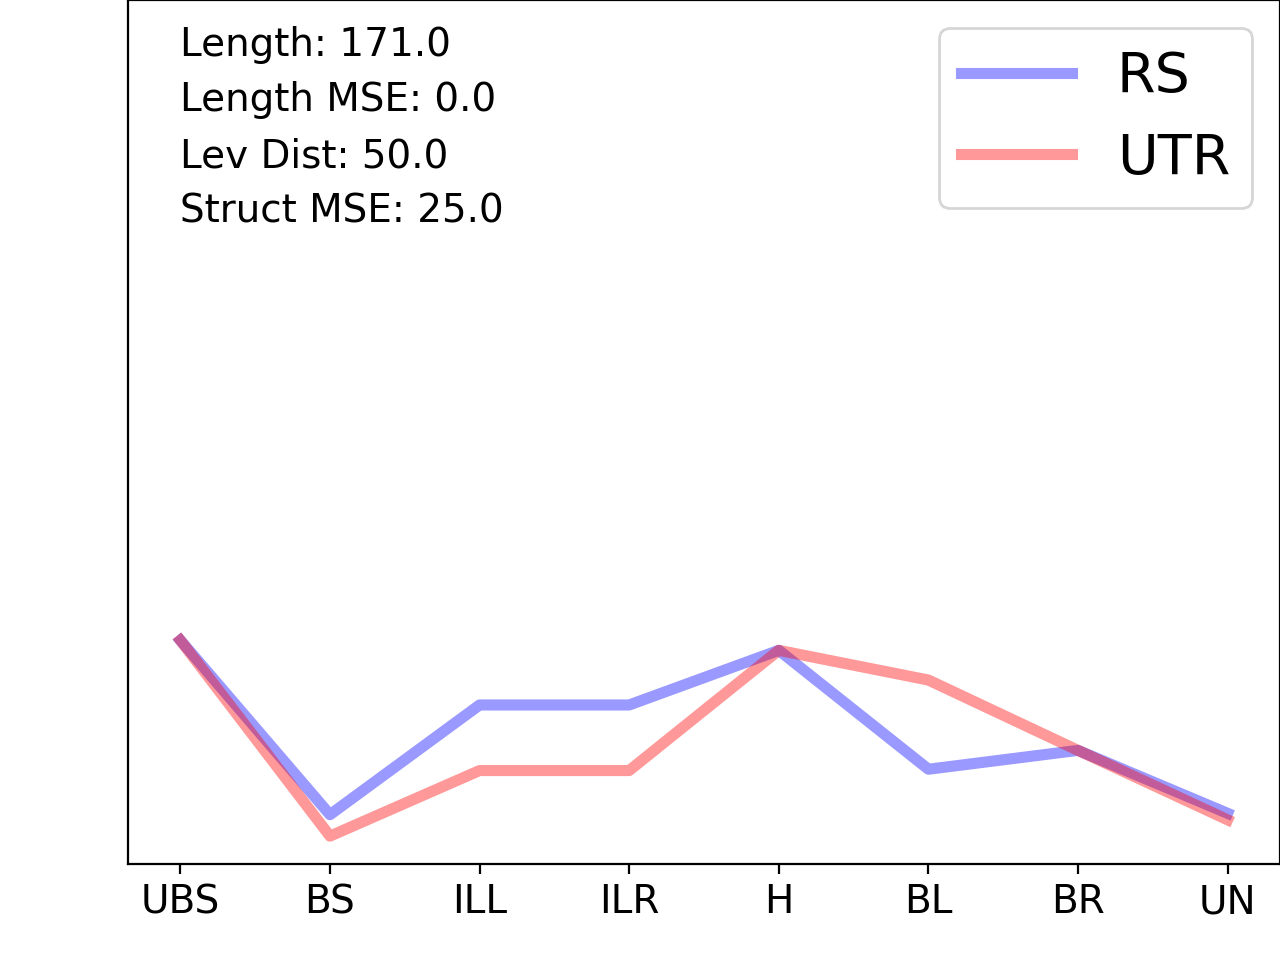 Length: 171.0
Length MSE: 0.0
Lev Dist: 50.0
Struct MSE: 25.0
RS
UTR
UBS BS ILL ILR H BL BR UN